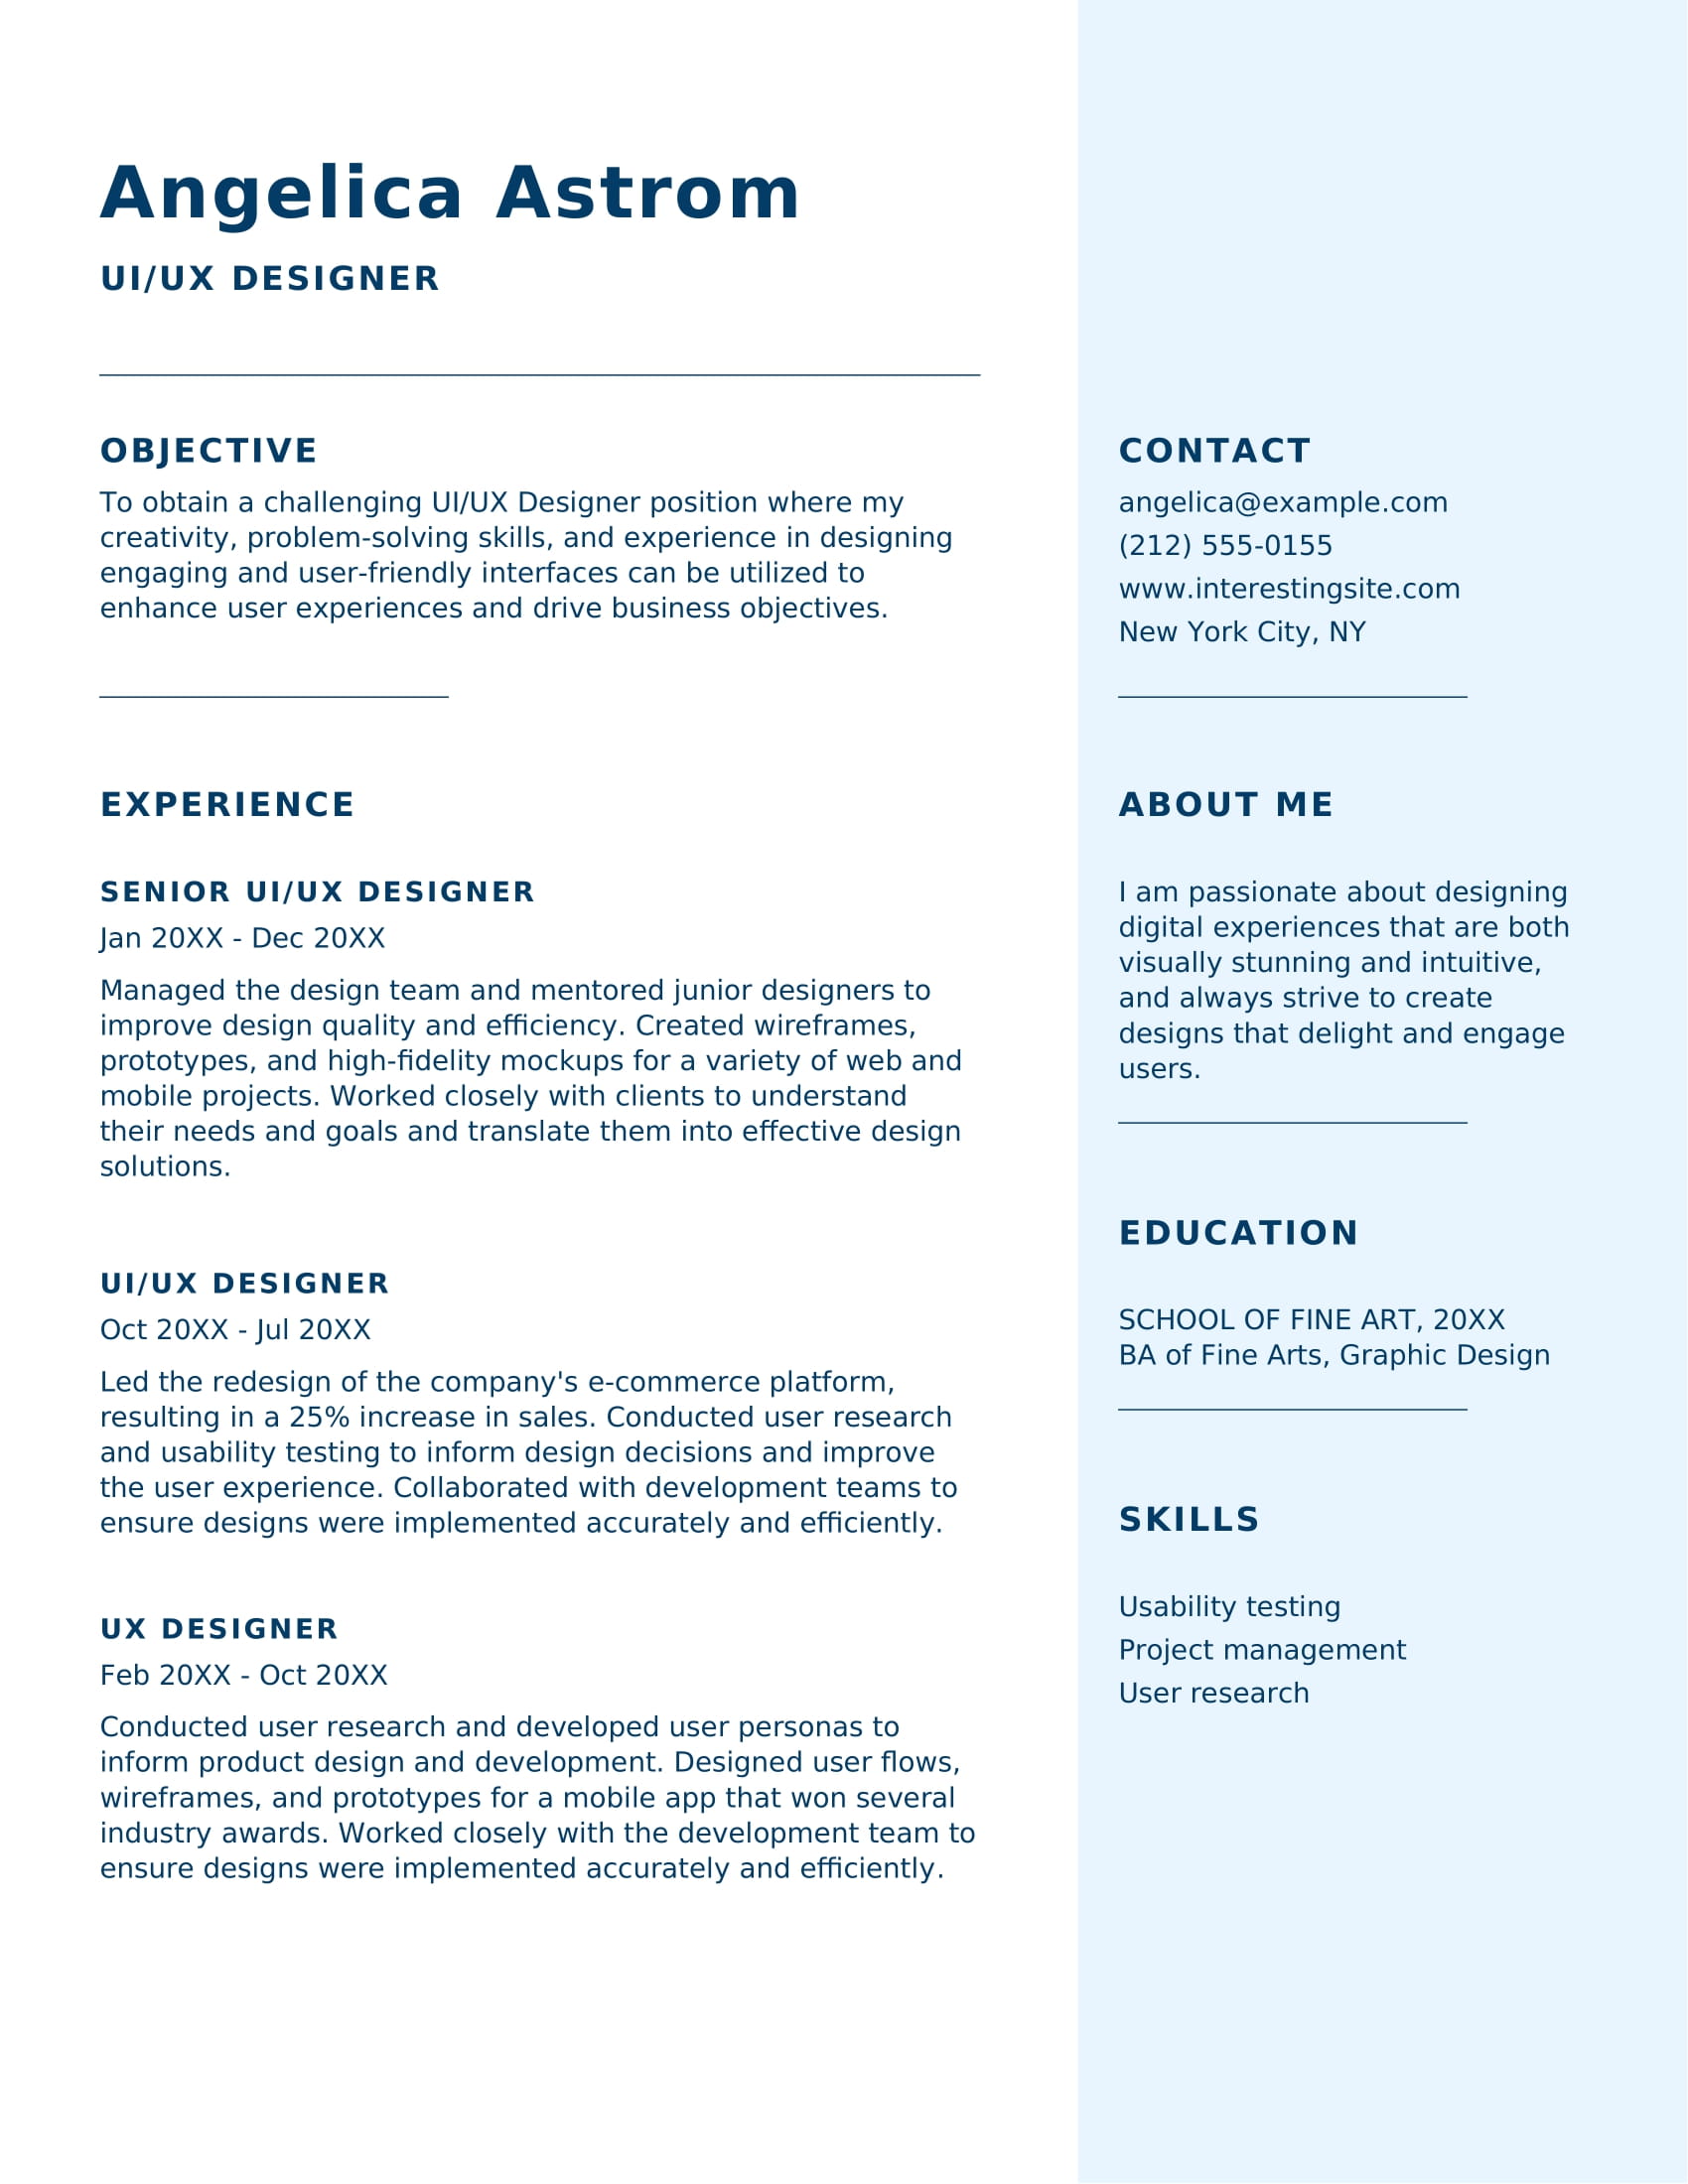 Angelica Astrom
UI/UX DESIGNER
OBJECTIVE
To obtain a challenging UI/UX Designer position where my
creativity, problem-solving skills, and experience in designing
engaging and user-friendly interfaces can be utilized to
enhance user experiences and drive business objectives.
EXPERIENCE
SENIOR UI/UX DESIGNER
Jan 20XX - Dec 20XX
Managed the design team and mentored junior designers to
improve design quality and efficiency. Created wireframes,
prototypes, and high-fidelity mockups for a variety of web and
mobile projects. Worked closely with clients to understand
their needs and goals and translate them into effective design
solutions.
UI/UX DESIGNER
Oct 20XX - Jul 20XX
Led the redesign of the company's e-commerce platform,
resulting in a 25% increase in sales. Conducted user research
and usability testing to inform design decisions and improve
the user experience. Collaborated with development teams to
ensure designs were implemented accurately and efficiently.
UX DESIGNER
Feb 20XX - Oct 20XX
Conducted user research and developed user personas to
inform product design and development. Designed user flows,
wireframes, and prototypes for a mobile app that won several
industry awards. Worked closely with the development team to
ensure designs were implemented accurately and efficiently.
CONTACT
angelica@example.com
(212) 555-0155
www.interestingsite.com
New York City, NY
ABOUT ME
I am passionate about designing
digital experiences that are both
visually stunning and intuitive,
and always strive to create
designs that delight and engage
users.
EDUCATION
SCHOOL OF FINE ART, 20XX
BA of Fine Arts, Graphic Design
SKILLS
Usability testing
Project management
User research